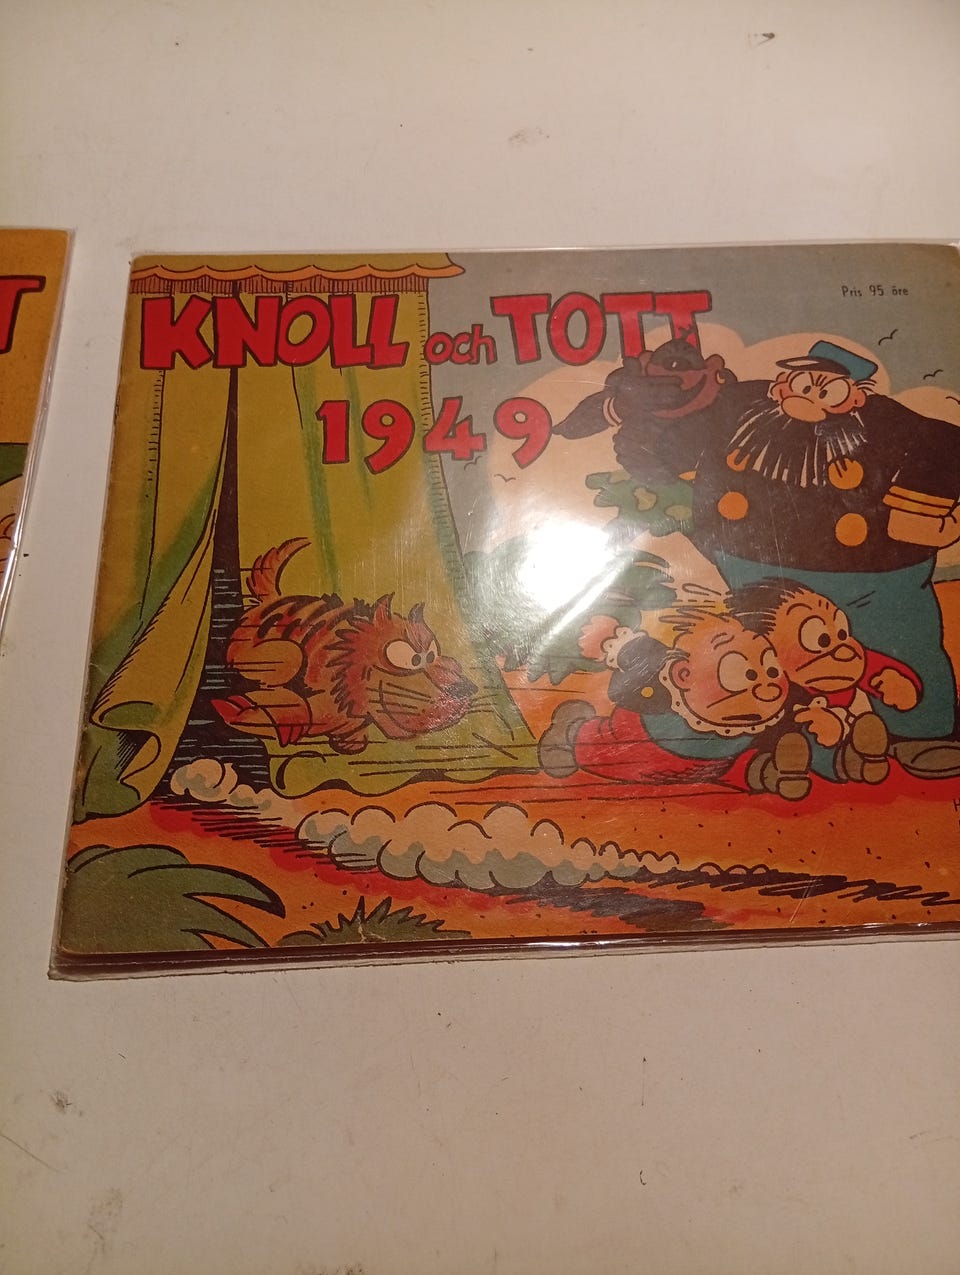 KNOLL och TOTT
1949
Pris 95 öre